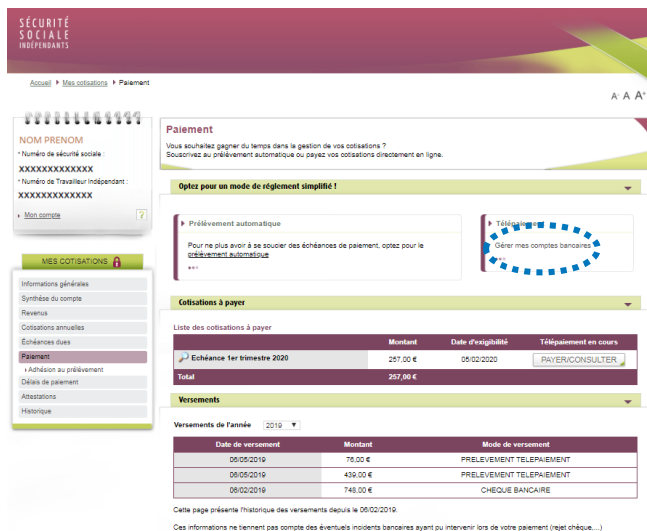 SÉCURITÉ
SOCIALE
INDÉPENDANTS
Accueil Mes cotisations Paiement
A- A A+
NOM PRENOM
Numéro de sécurité sociale :
XXXXXXXXXXXXX
Numéro de Travailleur Indépendant :
XXXXXXXXXXXXX
Mon compte ?
MES COTISATIONS
Informations générales
Synthèse du compte
Revenus
Cotisations annuelles
Échéances dues
Paiement
Adhésion au prélèvement
Délais de paiement
Attestations
Historique
Paiement
Vous souhaitez gagner du temps dans la gestion de vos cotisations ?
Souscrivez au prélèvement automatique ou payez vos cotisations directement en ligne.
Optez pour un mode de réglement simplifié !
Prélèvement automatique
Pour ne plus avoir à se soucier des échéances de paiement, optez pour le
prélèvement automatique
Télépaiement
Gérer mes comptes bancaires
Cotisations à payer
Liste des cotisations à payer
Montant Date d'exigibilité Télépaiement en cours
Echéance 1er trimestre 2020 257,00 € 05/02/2020 PAYER/CONSULTER
Total 257,00 €
Versements
Versements de l'année 2019
Date de versement Montant Mode de versement
06/05/2019 76,00 € PRELEVEMENT TELEPAIEMENT
06/05/2019 439,00 € PRELEVEMENT TELEPAIEMENT
06/02/2019 748,00 € CHEQUE BANCAIRE
Cette page présente l'historique des versements depuis le 06/02/2019.
Ces informations ne tiennent pas compte des éventuels incidents bancaires ayant pu intervenir lors de votre paiement (rejet chèque,...)